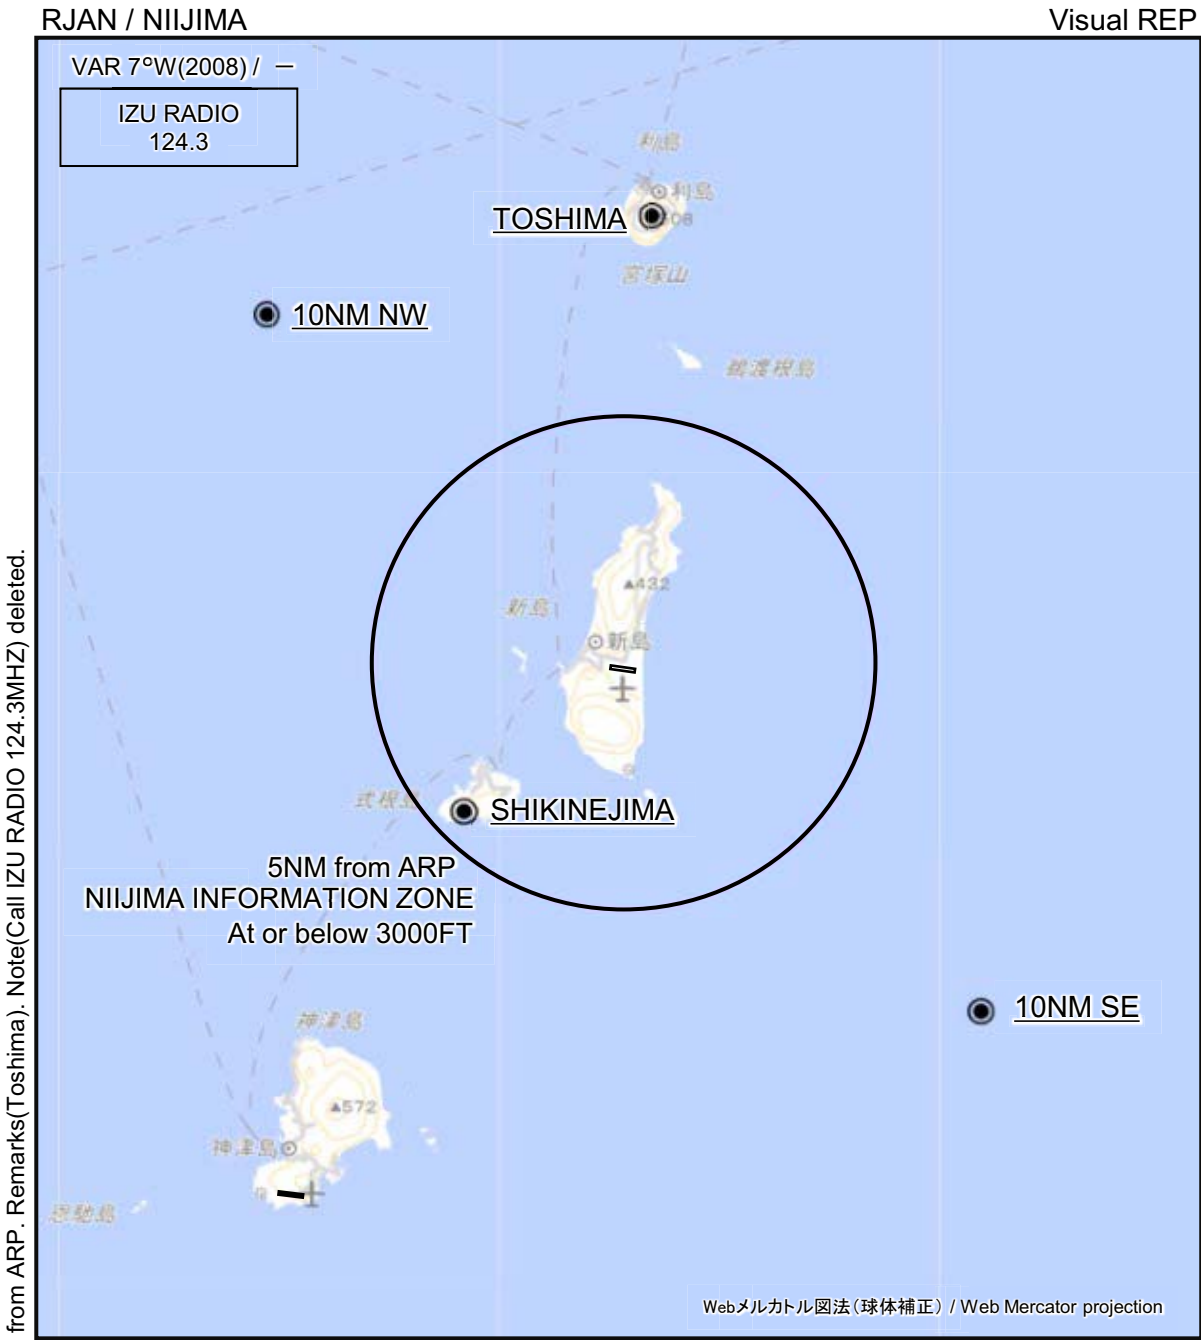 RJAN / NIIJIMA
Visual REP
VAR 7°W(2008) / －
IZU RADIO
124.3
利島
利島
TOSHIMA
508
宮塚山
10NM NW
鵜渡根島
432
新島
新島
式根島
SHIKINEJIMA
5NM from ARP
NIIJIMA INFORMATION ZONE
At or below 3000FT
10NM SE
神津島
572
神津島
恩馳島
Webメルカトル図法（球体補正） / Web Mercator projection
from ARP. Remarks(Toshima). Note(Call IZU RADIO 124.3MHZ) deleted.